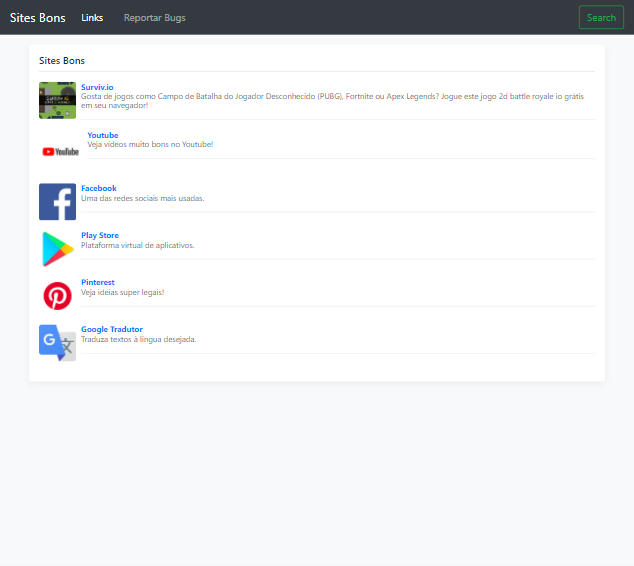 Sites Bons Links Reportar Bugs Search
Sites Bons
Surviv.io
Gosta de jogos como Campo de Batalha do Jogador Desconhecido (PUBG), Fortnite ou Apex Legends? Jogue este jogo 2d battle royale io grátis
em seu navegador!
Youtube
YouTube
Veja vídeos muito bons no Youtube!
Facebook
Uma das redes sociais mais usadas.
Play Store
Plataforma virtual de aplicativos.
Pinterest
Veja ideias super legais!
Google Tradutor
Traduza textos à língua desejada.